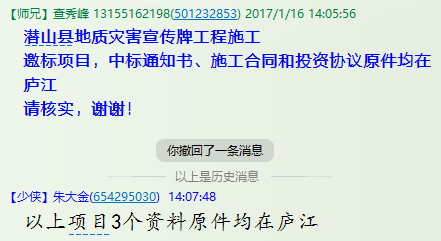 【师兄】查秀峰 13155162198(501232853) 2017/1/16 14:05:56
潜山县地质灾害宣传牌工程施工
邀标项目，中标通知书、施工合同和投资协议原件均在
庐江
请核实，谢谢！
你撤回了一条消息
以上是历史消息
【少侠】朱大金(654295030) 14:07:48
以上项目3个资料原件均在庐江